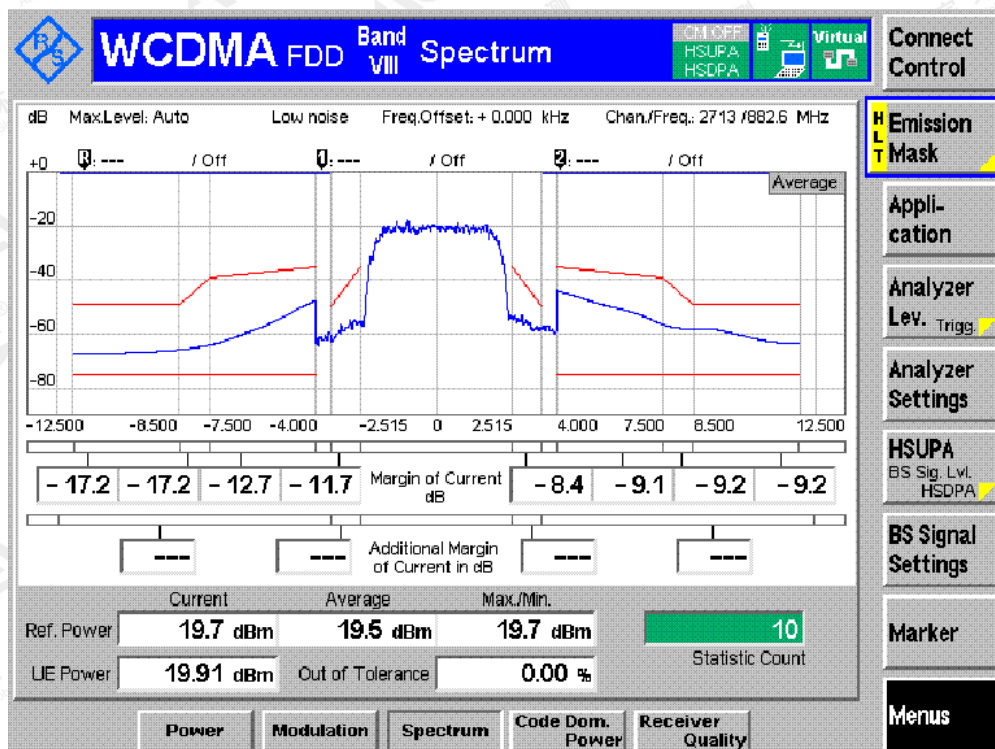 R/S
WCDMA FDD Band VIII Spectrum
HSUPA
HSDPA
Virtual
Connect Control
dB Max.Level: Auto Low noise Freq.Offset: + 0.000 kHz Chan./Freq.: 2713 /882.6 MHz
HLT
Emission Mask
R: --- / Off 1: --- / Off 2: --- / Off
+0
Average
-20
-40
-60
-80
Appli-
cation
Analyzer
Lev. Trigg.
Analyzer
Settings
-12.500 -8.500 -7.500 -4.000 -2.515 0 2.515 4.000 7.500 8.500 12.500
HSUPA
BS Sig. Lvl.
HSDPA
- 17.2 - 17.2 - 12.7 - 11.7 Margin of Current dB - 8.4 - 9.1 - 9.2 - 9.2
BS Signal
Settings
--- --- Additional Margin of Current in dB --- ---
Current Average Max./Min.
Ref. Power 19.7 dBm 19.5 dBm 19.7 dBm 10
Statistic Count
UE Power 19.91 dBm Out of Tolerance 0.00 %
Marker
Menus
Power Modulation Spectrum Code Dom. Power Receiver Quality